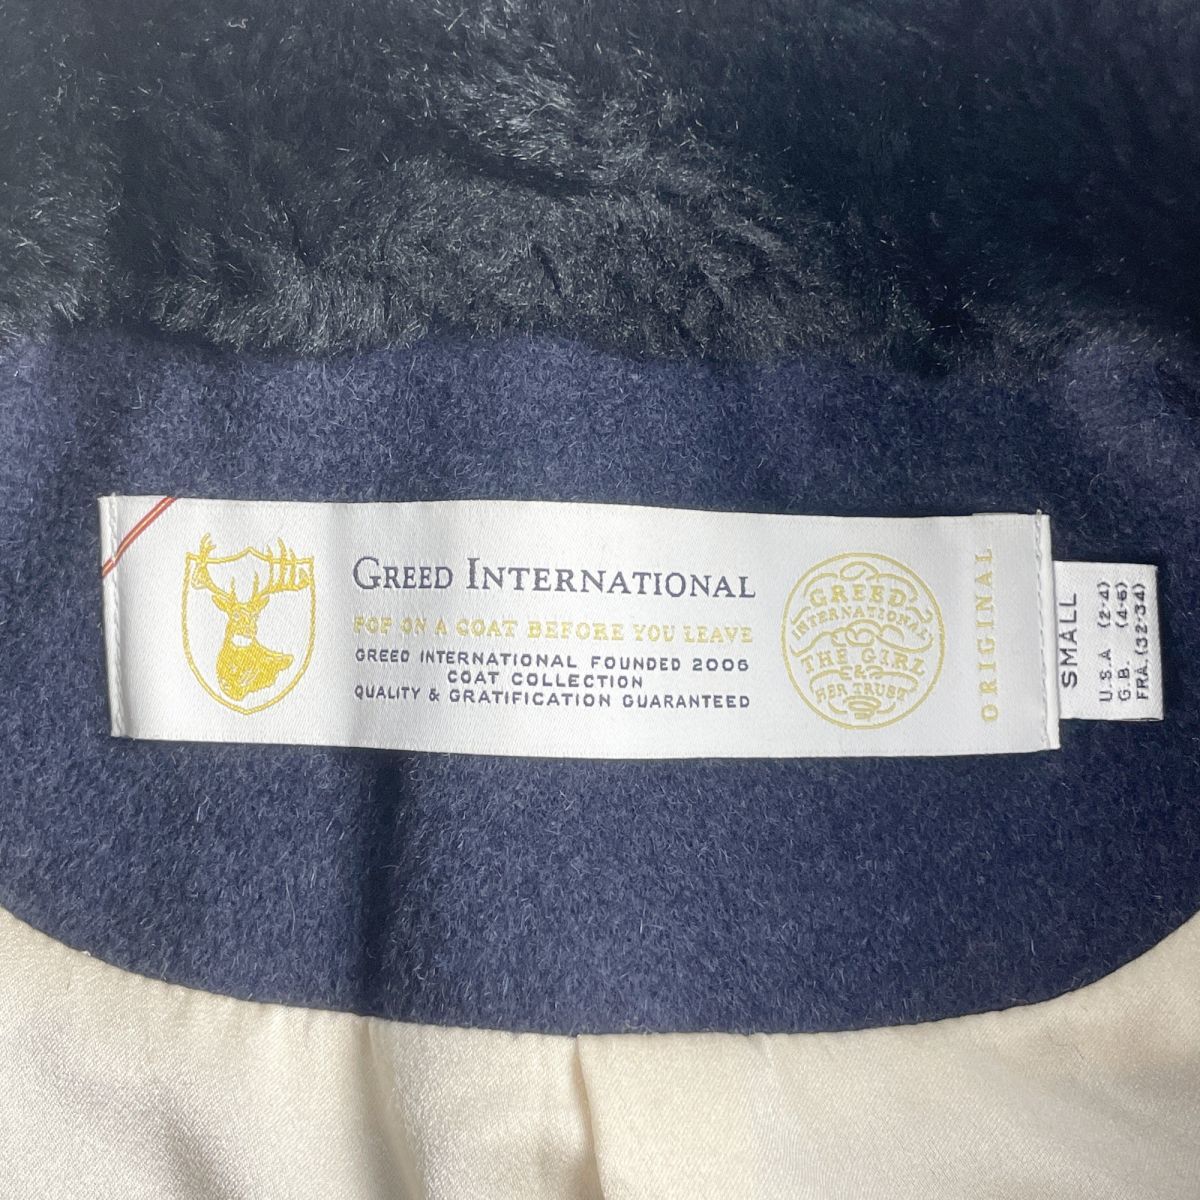 GREED INTERNATIONAL
POP ON A COAT BEFORE YOU LEAVE
GREED INTERNATIONAL FOUNDED 2006
COAT COLLECTION
QUALITY & GRATIFICATION GUARANTEED
GREED
INTERNATIONAL
THE GIRL
&
HER TRUST
ORIGINAL
SMALL
U.S.A (2-4)
G.B. (4-6)
FRA.(32-34)